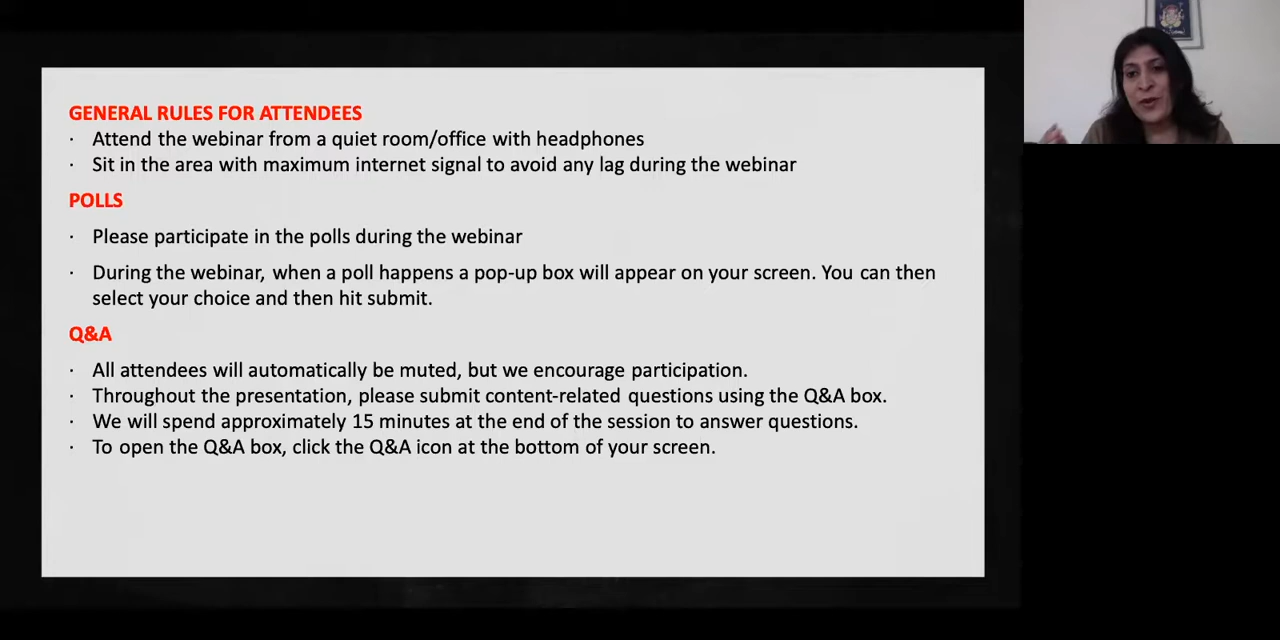 GENERAL RULES FOR ATTENDEES
· Attend the webinar from a quiet room/office with headphones
· Sit in the area with maximum internet signal to avoid any lag during the webinar
POLLS
· Please participate in the polls during the webinar
· During the webinar, when a poll happens a pop-up box will appear on your screen. You can then
select your choice and then hit submit.
Q&A
· All attendees will automatically be muted, but we encourage participation.
· Throughout the presentation, please submit content-related questions using the Q&A box.
· We will spend approximately 15 minutes at the end of the session to answer questions.
· To open the Q&A box, click the Q&A icon at the bottom of your screen.